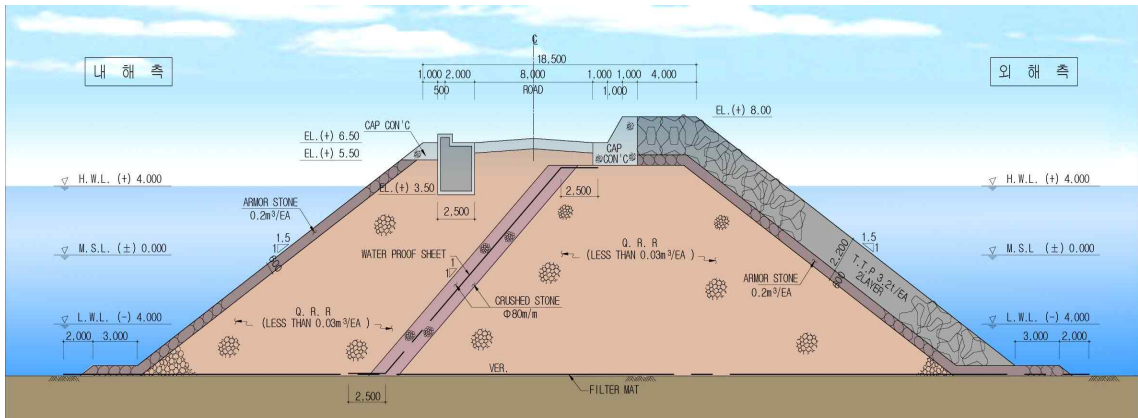 ℄
18,500
1,000 2,000 8,000 1,000 1,000 4,000
500 ROAD 1,000
내 해 측
외 해 측
EL.(+) 8.00
CAP CON'C
EL.(+) 6.50
EL.(+) 5.50
CAP
CON'C
H.W.L. (+) 4.000
H.W.L. (+) 4.000
EL.(+) 3.50
2,500
2,500
ARMOR STONE
0.2m³/EA
1.5
1
M.S.L. (±) 0.000
WATER PROOF SHEET
1
1
Q. R. R
(LESS THAN 0.03m³/EA)
1.5
1
M.S.L (±) 0.000
2,200
800
T.T.P 3.2t/EA
2LAYER
ARMOR STONE
0.2m³/EA
CRUSHED STONE
Φ80m/m
Q. R. R
(LESS THAN 0.03m³/EA)
L.W.L. (-) 4.000
L.W.L. (-) 4.000
2,000 3,000
3,000 2,000
VER.
FILTER MAT
2,500